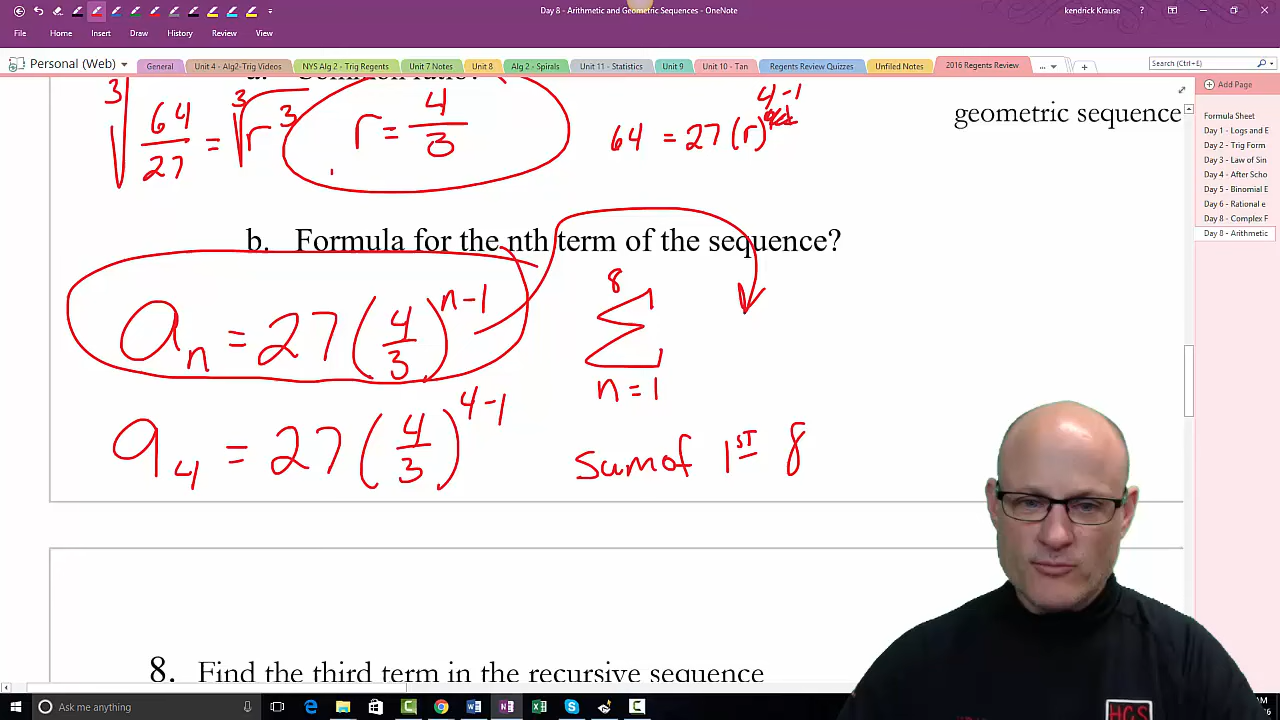 Day 8 - Arithmetic and Geometric Sequences - OneNote
kendrick Krause
?
File Home Insert Draw History Review View
Personal (Web)
General
Unit 4 - Alg2-Trig Videos
NYS Alg 2 - Trig Regents
Unit 7 Notes
Unit 8
Alg 2 - Spirals
Unit 11 - Statistics
Unit 9
Unit 10 - Tan
Regents Review Quizzes
Unfiled Notes
2016 Regents Review
...
Search (Ctrl+E)
Add Page
Formula Sheet
Day 1 - Logs and E
Day 2 - Trig Form
Day 3 - Law of Sin
Day 4 - After Scho
Day 5 - Binomial E
Day 6 - Rational e
Day 8 - Complex F
Day 8 - Arithmetic
geometric sequence
∛(64/27) = ∛(r³)
r = 4/3
64 = 27(r)^(4-1)
b. Formula for the nth term of the sequence?
aₙ = 27(4/3)^(n-1)
8
Σ
n=1
a₄ = 27(4/3)^(4-1)
sum of 1ST 8
8. Find the third term in the recursive sequence
Ask me anything
HGS